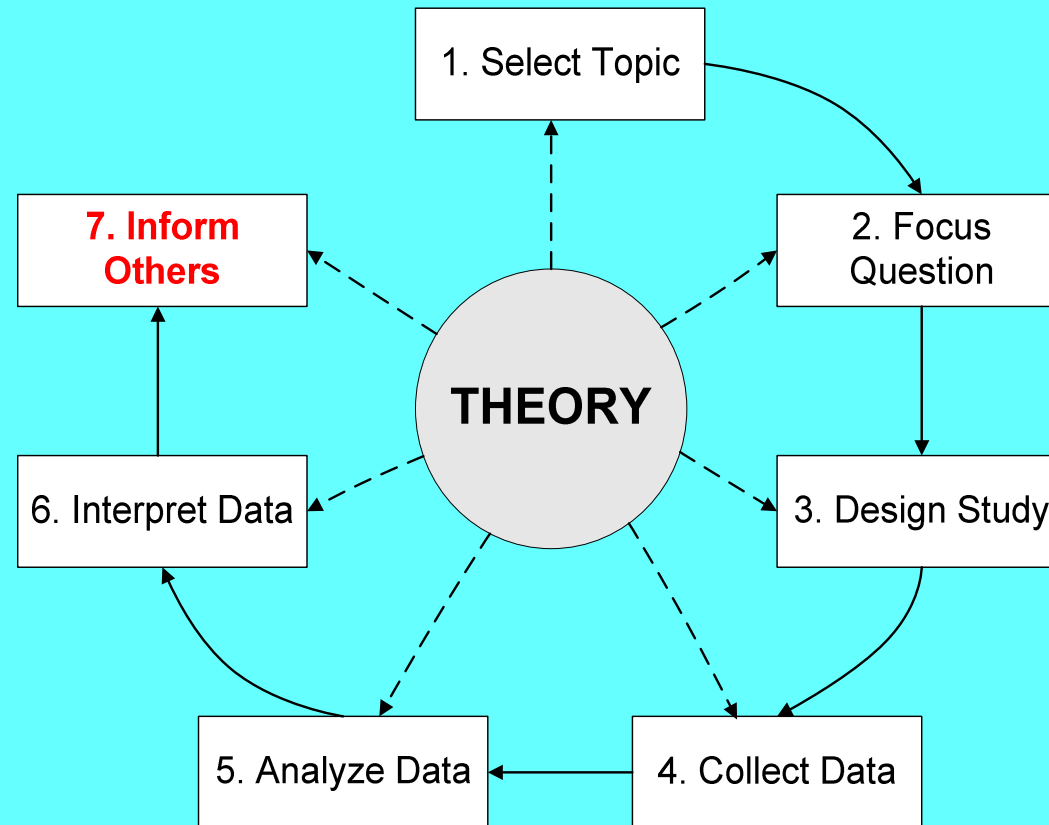 1. Select Topic
2. Focus
Question
3. Design Study
4. Collect Data
5. Analyze Data
6. Interpret Data
7. Inform
Others
THEORY